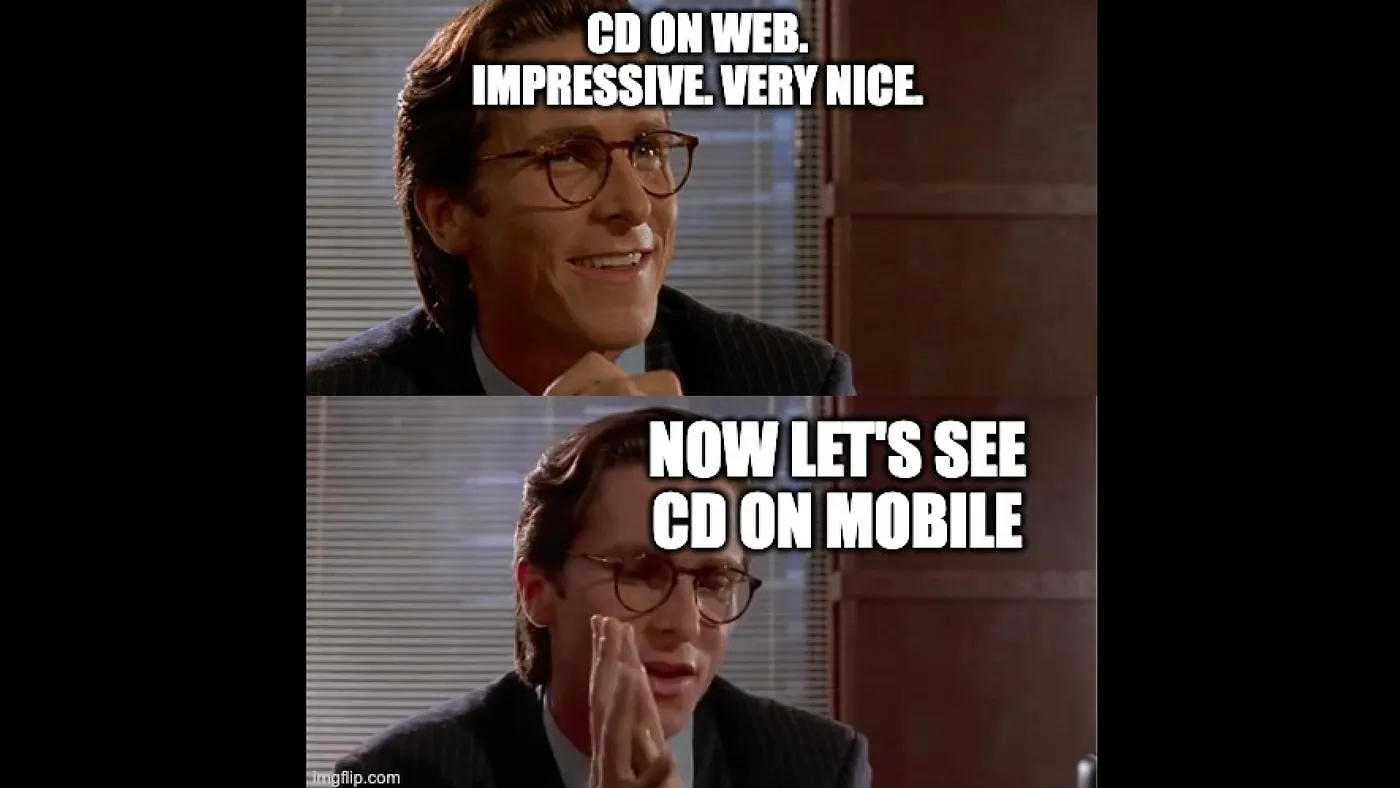 CD ON WEB.
IMPRESSIVE. VERY NICE.
NOW LET'S SEE
CD ON MOBILE
imgflip.com